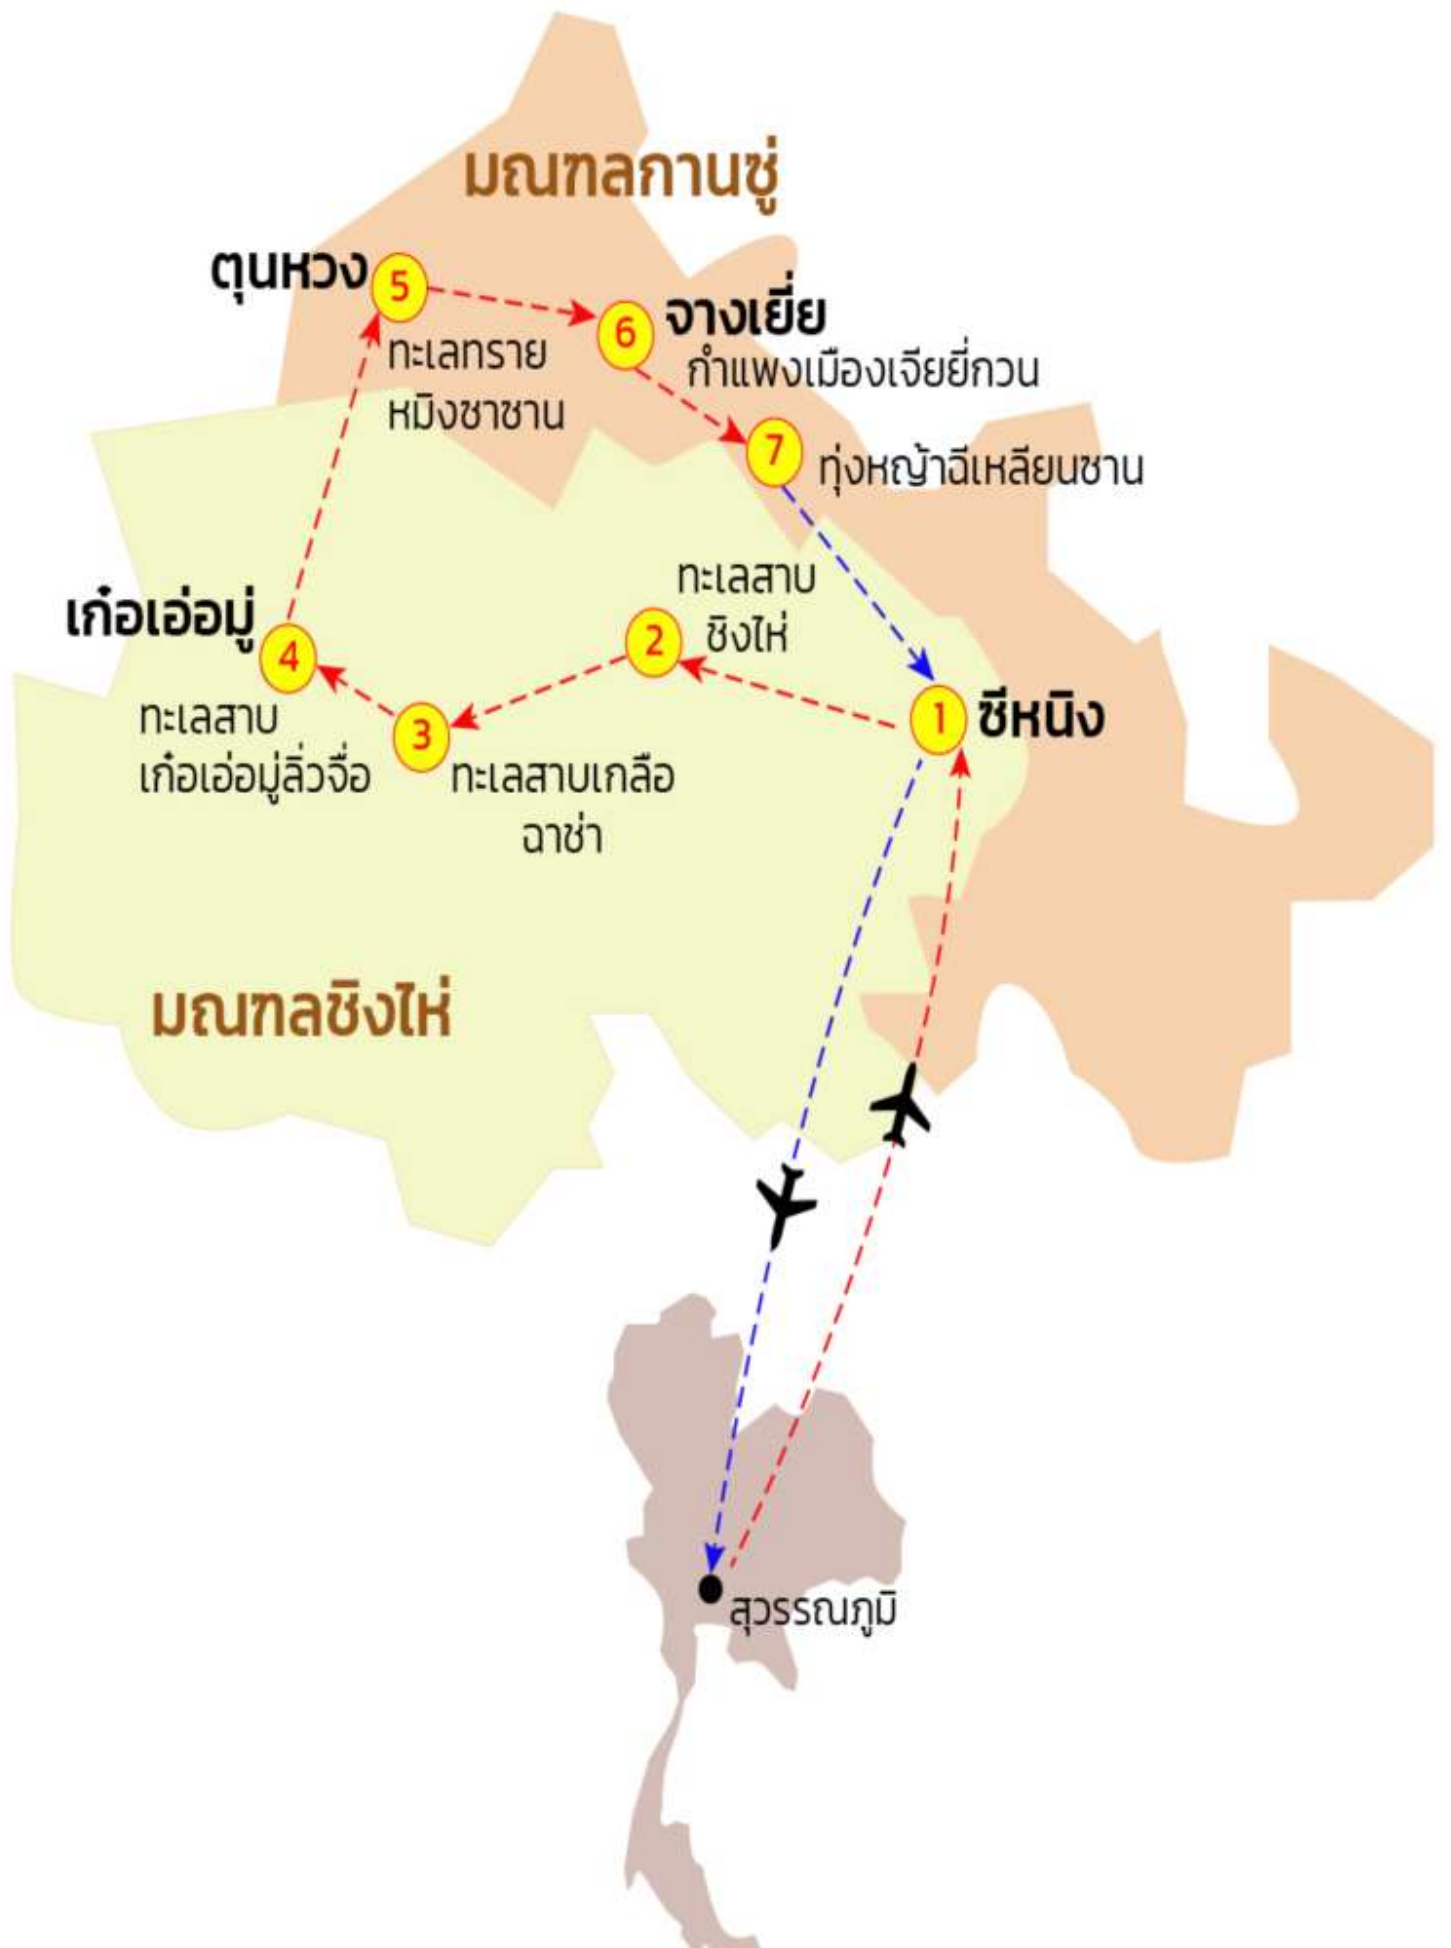 มณฑลกานซู่
ตุนหวง
5
6
จางเยี่ย
ทะเลทราย
หมิงซาซาน
กำแพงเมืองเจียยี่กวน
7
ทุ่งหญ้าฉีเหลียนซาน
ทะเลสาบ
ชิงไห่
2
เก๋อเอ่อมู่
4
ทะเลสาบ
เก๋อเอ่อมู่ลิ่วจื่อ
3
ทะเลสาบเกลือ
ฉาช่า
1
ซีหนิง
มณฑลชิงไห่
สุวรรณภูมิ